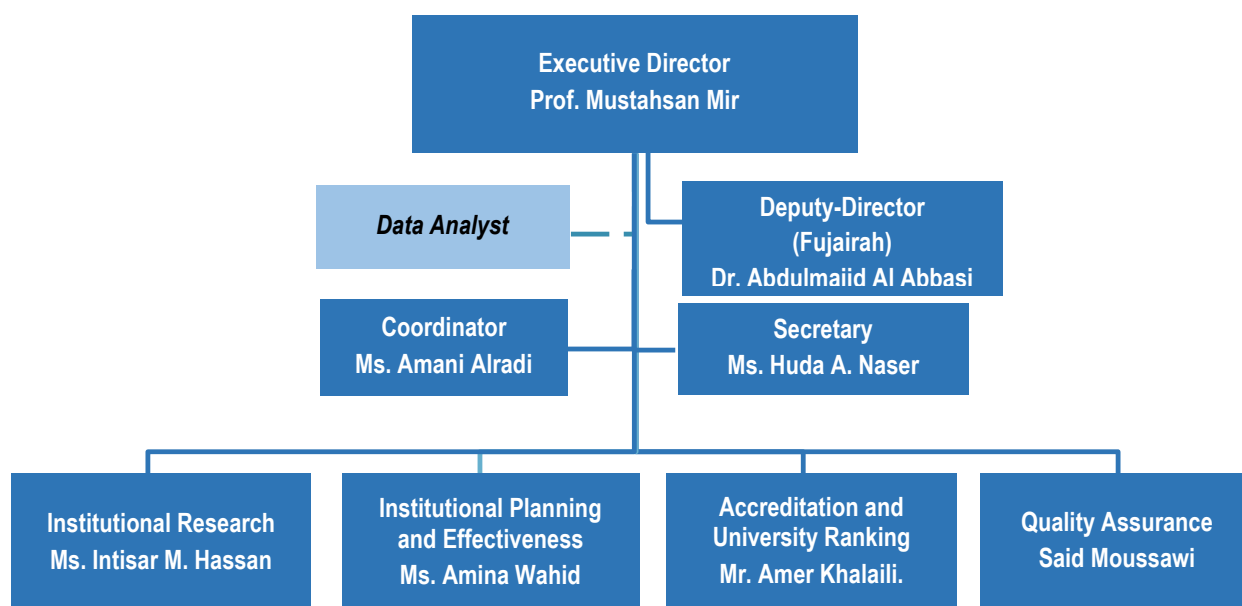 Executive Director
Prof. Mustahsan Mir
Data Analyst
Deputy-Director
(Fujairah)
Dr. Abdulmajid Al Abbasi
Coordinator
Ms. Amani Alradi
Secretary
Ms. Huda A. Naser
Institutional Research
Ms. Intisar M. Hassan
Institutional Planning
and Effectiveness
Ms. Amina Wahid
Accreditation and
University Ranking
Mr. Amer Khalaili.
Quality Assurance
Said Moussawi